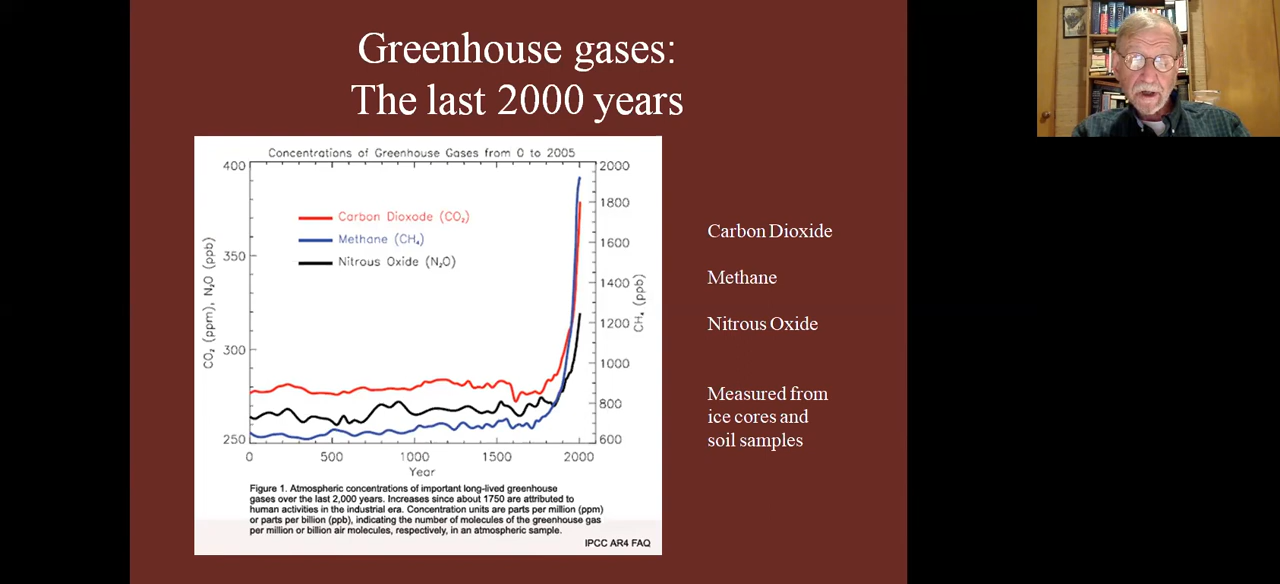 Greenhouse gases:
The last 2000 years
Concentrations of Greenhouse Gases from 0 to 2005
400
350
300
250
CO₂ (ppm), N₂O (ppb)
Carbon Dioxode (CO₂)
Methane (CH₄)
Nitrous Oxide (N₂O)
2000
1800
1600
1400
1200
1000
800
600
CH₄ (ppb)
0 500 1000 1500 2000
Year
Figure 1. Atmospheric concentrations of important long-lived greenhouse
gases over the last 2,000 years. Increases since about 1750 are attributed to
human activities in the industrial era. Concentration units are parts per million (ppm)
or parts per billion (ppb), indicating the number of molecules of the greenhouse gas
per million or billion air molecules, respectively, in an atmospheric sample.
IPCC AR4 FAQ
Carbon Dioxide
Methane
Nitrous Oxide
Measured from
ice cores and
soil samples